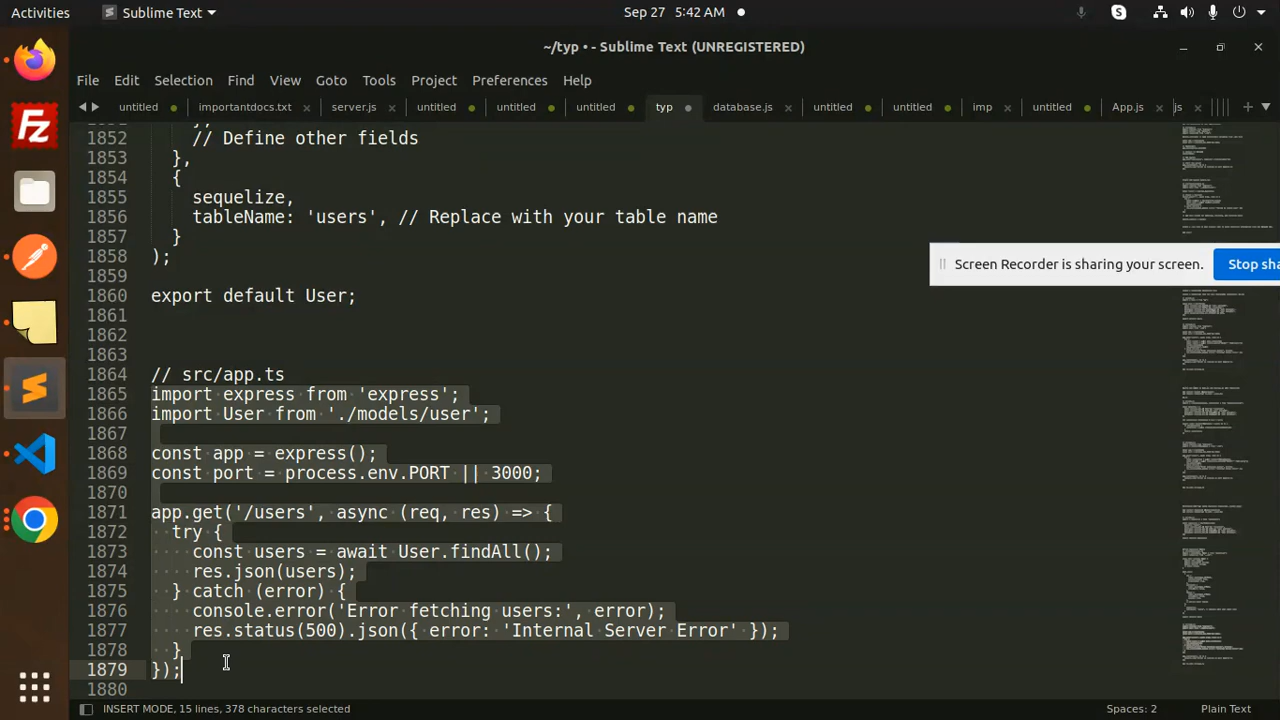 Activities
Sublime Text
Sep 27 5:42 AM
~/typ • - Sublime Text (UNREGISTERED)
File Edit Selection Find View Goto Tools Project Preferences Help
untitled importantdocs.txt server.js untitled untitled untitled typ database.js untitled untitled imp untitled App.js js
1852 // Define other fields
1853 },
1854 {
1855 sequelize,
1856 tableName: 'users', // Replace with your table name
1857 }
1858 );
1859
1860 export default User;
1861
1862
1863
1864 // src/app.ts
1865 import express from 'express';
1866 import User from './models/user';
1867
1868 const app = express();
1869 const port = process.env.PORT || 3000;
1870
1871 app.get('/users', async (req, res) => {
1872 try {
1873 const users = await User.findAll();
1874 res.json(users);
1875 } catch (error) {
1876 console.error('Error fetching users:', error);
1877 res.status(500).json({ error: 'Internal Server Error' });
1878 }
1879 });
1880
Screen Recorder is sharing your screen.
Stop sha
INSERT MODE, 15 lines, 378 characters selected
Spaces: 2
Plain Text